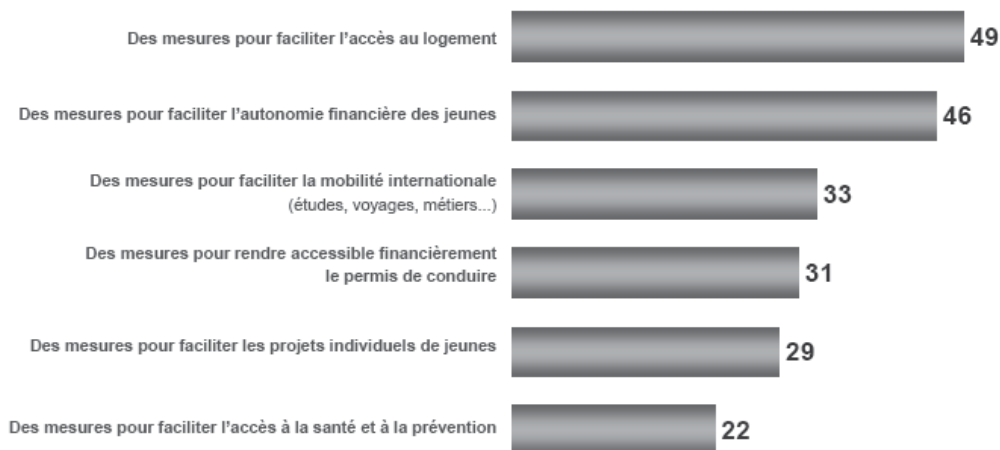 Des mesures pour faciliter l'accès au logement
49
Des mesures pour faciliter l'autonomie financière des jeunes
46
Des mesures pour faciliter la mobilité internationale
(études, voyages, métiers...)
33
Des mesures pour rendre accessible financièrement
le permis de conduire
31
Des mesures pour faciliter les projets individuels de jeunes
29
Des mesures pour faciliter l'accès à la santé et à la prévention
22